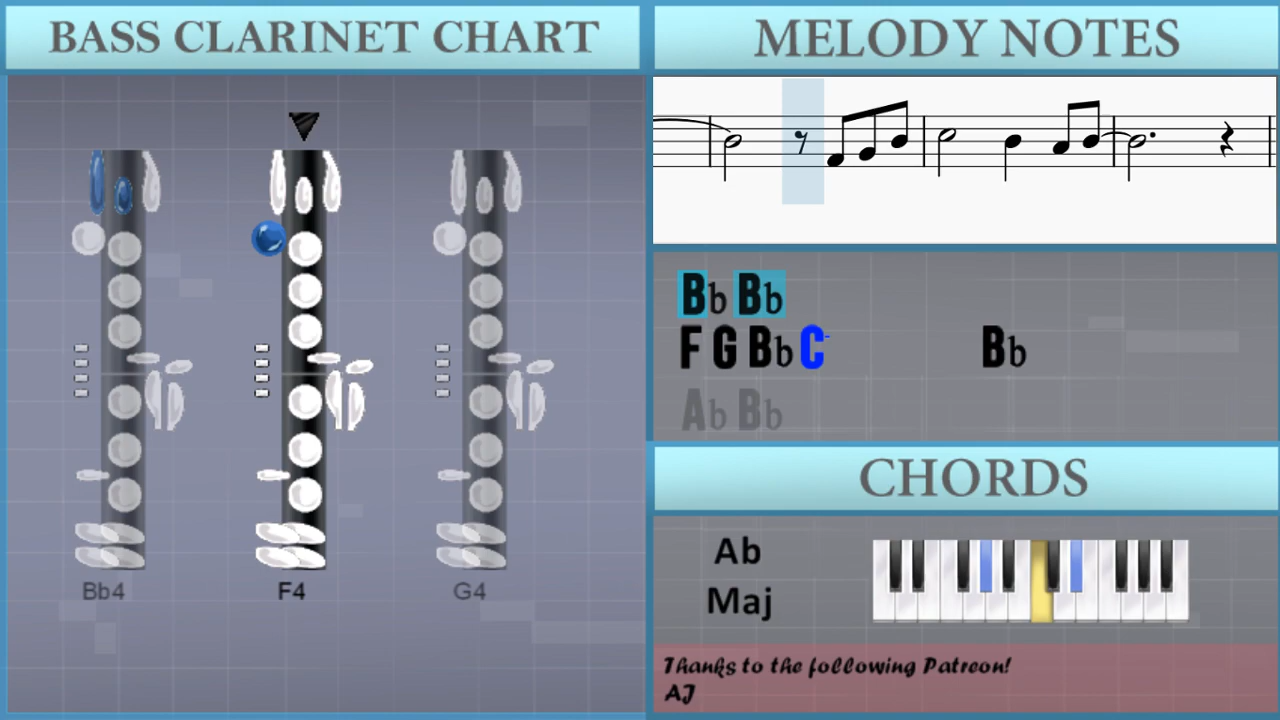 BASS CLARINET CHART
Bb4 F4 G4
MELODY NOTES
Bb Bb
F G Bb C- Bb
Ab Bb
CHORDS
Ab
Maj
Thanks to the following Patreon!
AJ